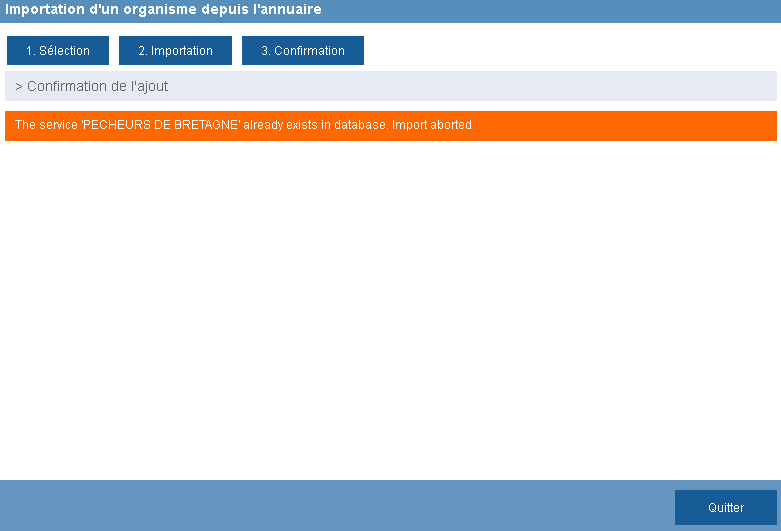 Importation d'un organisme depuis l'annuaire
1. Sélection 2. Importation 3. Confirmation
> Confirmation de l'ajout
The service 'PECHEURS DE BRETAGNE' already exists in database. Import aborted
Quitter